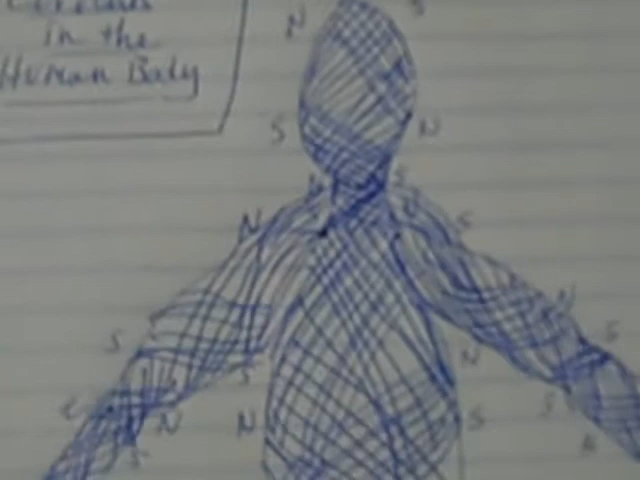 in the
Human Body
N S
S N
N S
N
S N S
S
N N S S
S